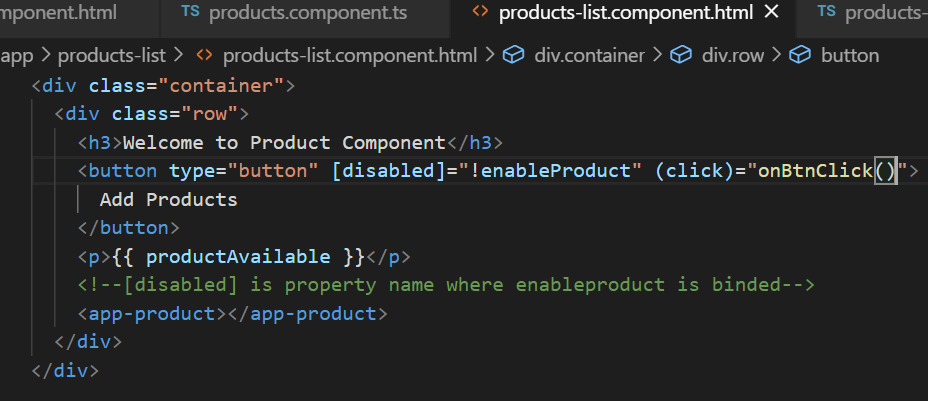 mponent.html TS products.component.ts <> products-list.component.html × TS products-
app > products-list > <> products-list.component.html > div.container > div.row > button
<div class="container">
<div class="row">
<h3>Welcome to Product Component</h3>
<button type="button" [disabled]="!enableProduct" (click)="onBtnClick()">
Add Products
</button>
<p>{{ productAvailable }}</p>
<!--[disabled] is property name where enableproduct is binded-->
<app-product></app-product>
</div>
</div>